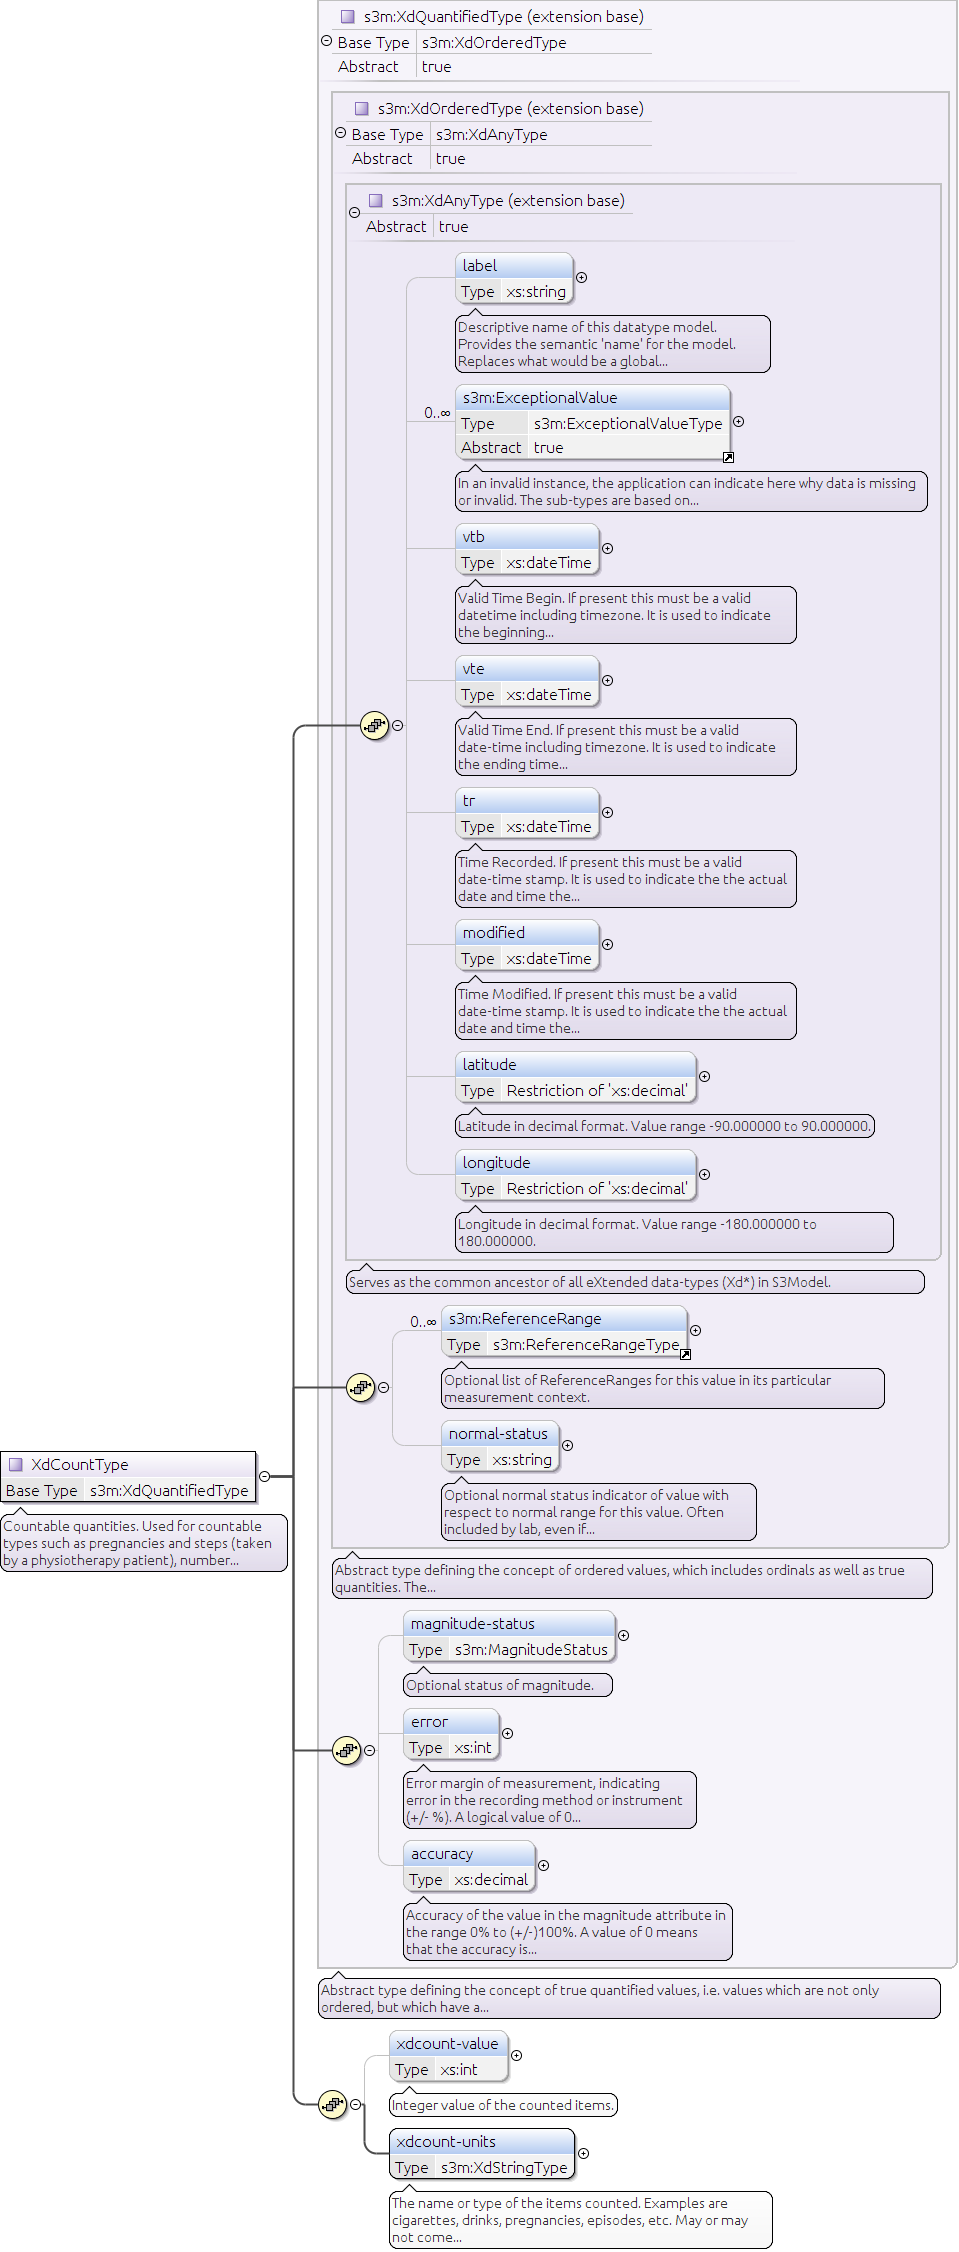 s3m:XdQuantifiedType (extension base)
Base Type s3m:XdOrderedType
Abstract true
s3m:XdOrderedType (extension base)
Base Type s3m:XdAnyType
Abstract true
s3m:XdAnyType (extension base)
Abstract true
label
Type xs:string
Descriptive name of this datatype model.
Provides the semantic 'name' for the model.
Replaces what would be a global...
0..∞
s3m:ExceptionalValue
Type s3m:ExceptionalValueType
Abstract true
In an invalid instance, the application can indicate here why data is missing
or invalid. The sub-types are based on...
vtb
Type xs:dateTime
Valid Time Begin. If present this must be a valid
datetime including timezone. It is used to indicate
the beginning...
vte
Type xs:dateTime
Valid Time End. If present this must be a valid
date-time including timezone. It is used to indicate
the ending time...
tr
Type xs:dateTime
Time Recorded. If present this must be a valid
date-time stamp. It is used to indicate the the actual
date and time the...
modified
Type xs:dateTime
Time Modified. If present this must be a valid
date-time stamp. It is used to indicate the the actual
date and time the...
latitude
Type Restriction of 'xs:decimal'
Latitude in decimal format. Value range -90.000000 to 90.000000.
longitude
Type Restriction of 'xs:decimal'
Longitude in decimal format. Value range -180.000000 to
180.000000.
Serves as the common ancestor of all eXtended data-types (Xd*) in S3Model.
0..∞
s3m:ReferenceRange
Type s3m:ReferenceRangeType
Optional list of ReferenceRanges for this value in its particular
measurement context.
normal-status
Type xs:string
Optional normal status indicator of value with
respect to normal range for this value. Often
included by lab, even if...
XdCountType
Base Type s3m:XdQuantifiedType
Countable quantities. Used for countable
types such as pregnancies and steps (taken
by a physiotherapy patient), number...
Abstract type defining the concept of ordered values, which includes ordinals as well as true
quantities. The...
magnitude-status
Type s3m:MagnitudeStatus
Optional status of magnitude.
error
Type xs:int
Error margin of measurement, indicating
error in the recording method or instrument
(+/- %). A logical value of 0...
accuracy
Type xs:decimal
Accuracy of the value in the magnitude attribute in
the range 0% to (+/-)100%. A value of 0 means
that the accuracy is...
Abstract type defining the concept of true quantified values, i.e. values which are not only
ordered, but which have a...
xdcount-value
Type xs:int
Integer value of the counted items.
xdcount-units
Type s3m:XdStringType
The name or type of the items counted. Examples are
cigarettes, drinks, pregnancies, episodes, etc. May or may
not come...